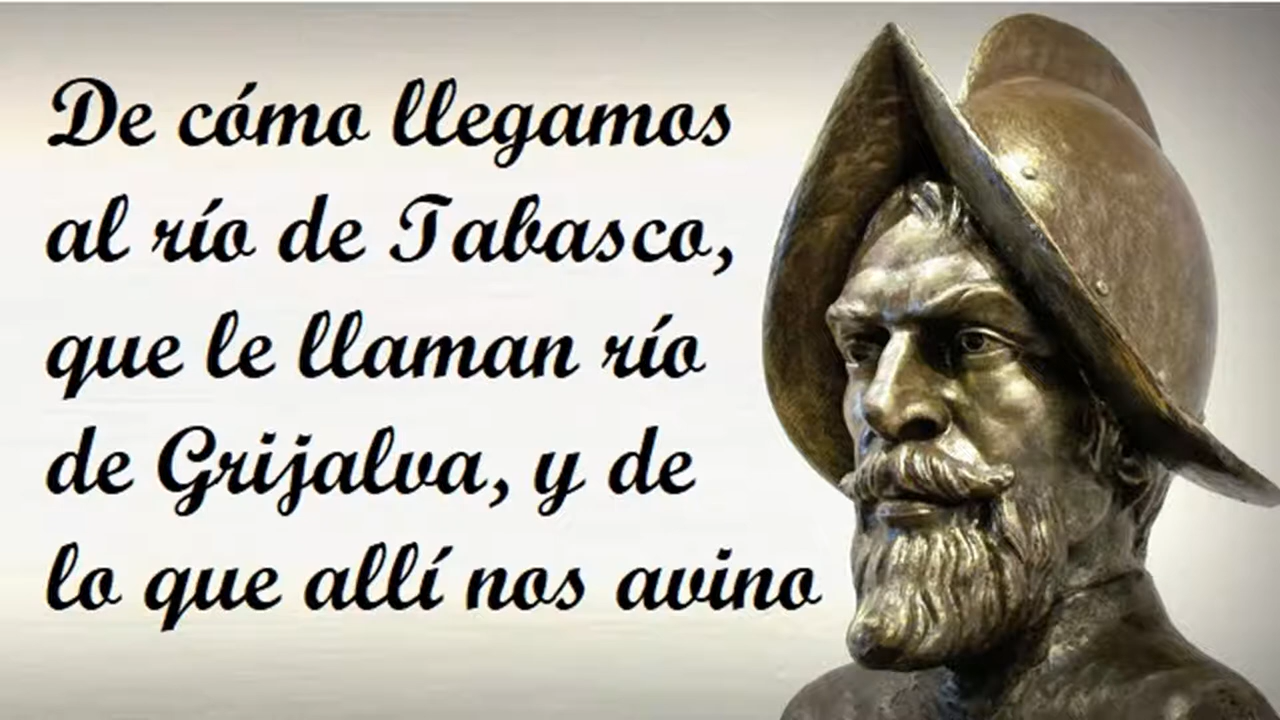 De cómo llegamos
al río de Tabasco,
que le llaman río
de Grijalva, y de
lo que allí nos avino